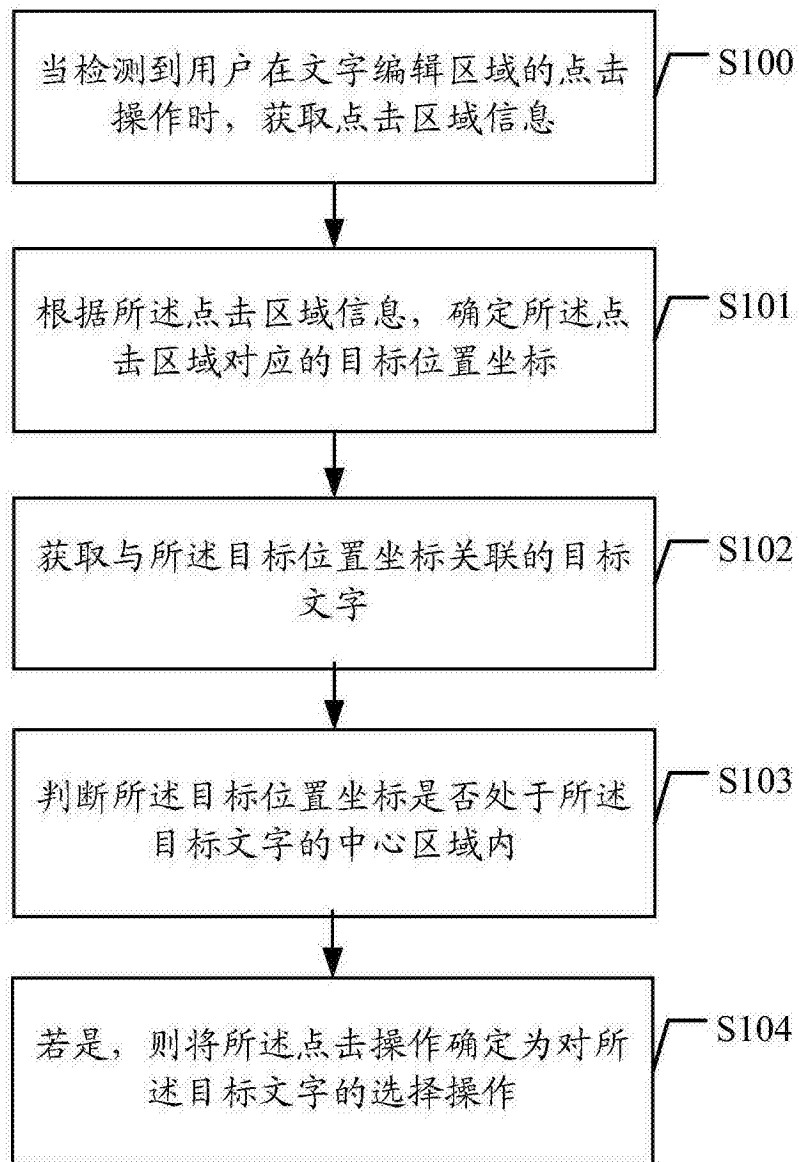 当检测到用户在文字编辑区域的点击
操作时，获取点击区域信息
S100
根据所述点击区域信息，确定所述点
击区域对应的目标位置坐标
S101
获取与所述目标位置坐标关联的目标
文字
S102
判断所述目标位置坐标是否处于所述
目标文字的中心区域内
S103
若是，则将所述点击操作确定为对所
述目标文字的选择操作
S104